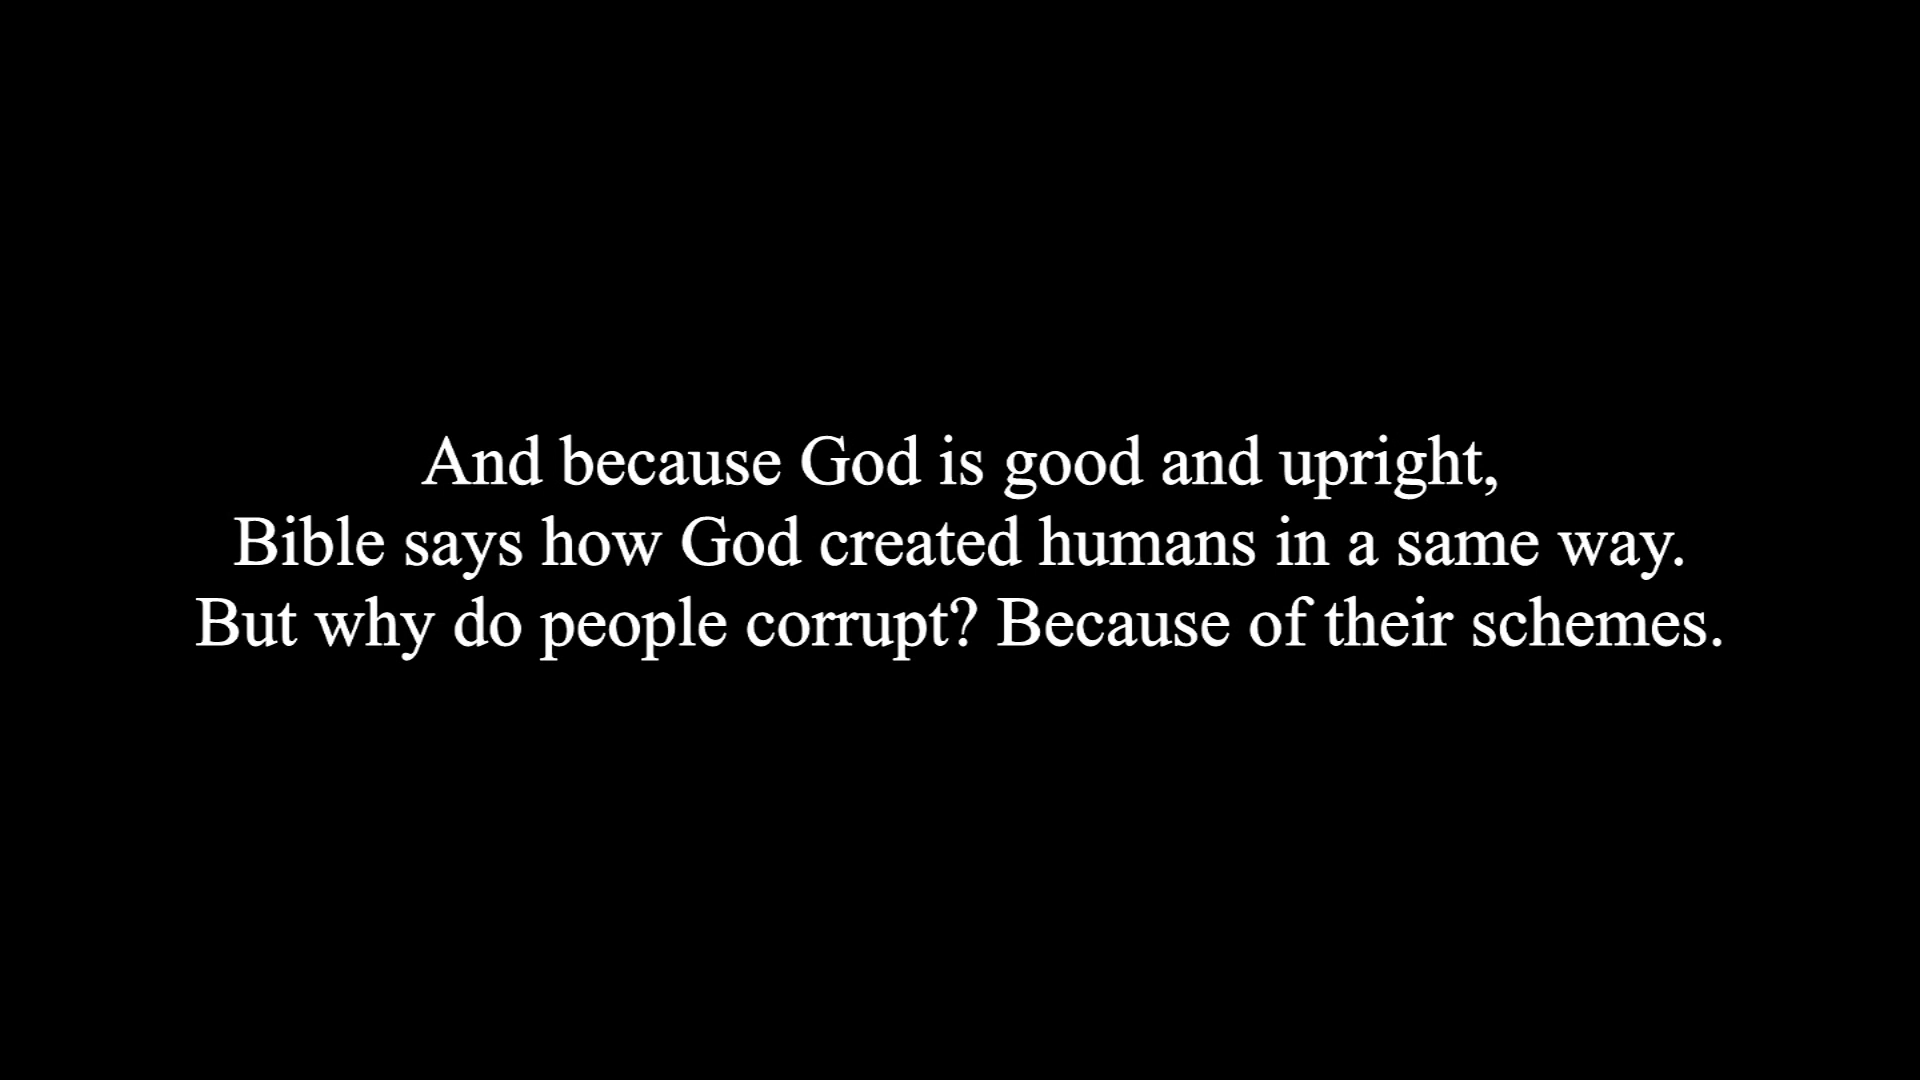 And because God is good and upright,
Bible says how God created humans in a same way.
But why do people corrupt? Because of their schemes.